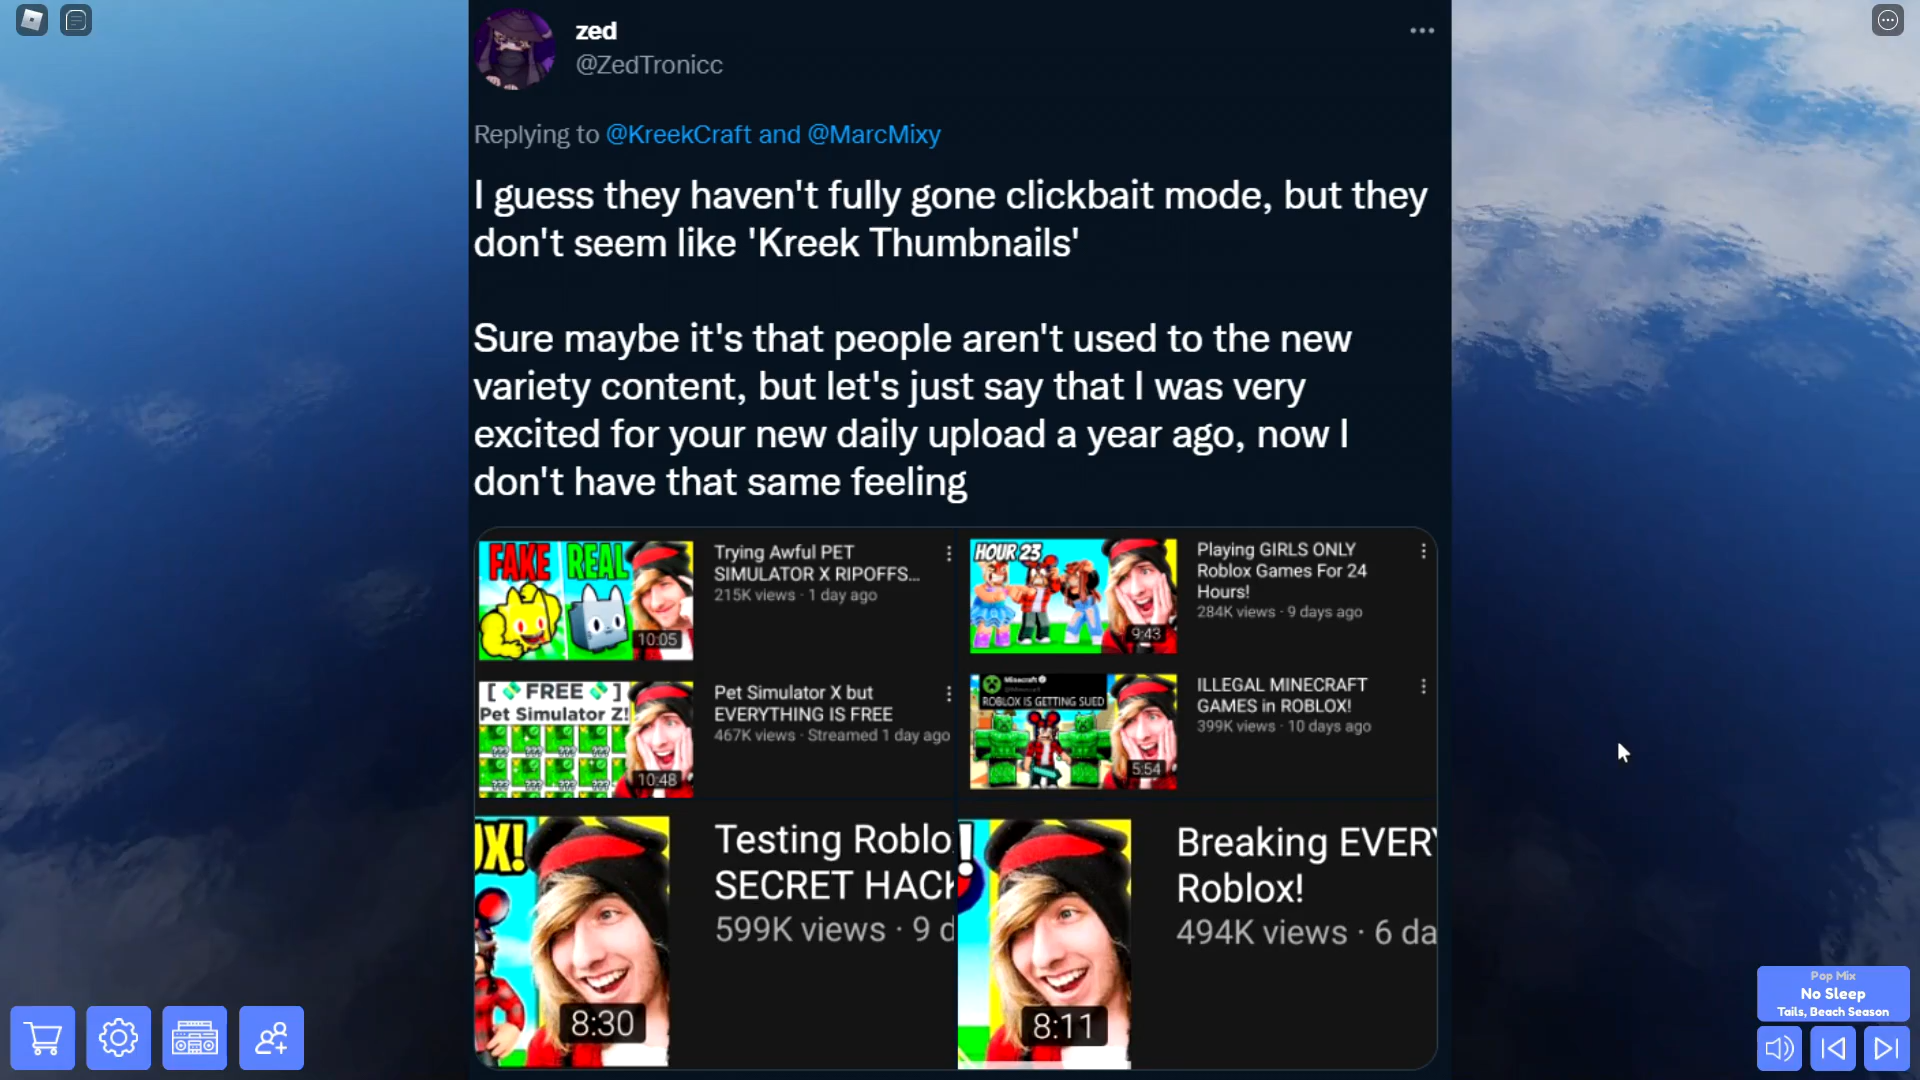 zed
@ZedTronicc
Replying to @KreekCraft and @MarcMixy
I guess they haven't fully gone clickbait mode, but they
don't seem like 'Kreek Thumbnails'
Sure maybe it's that people aren't used to the new
variety content, but let's just say that I was very
excited for your new daily upload a year ago, now I
don't have that same feeling
FAKE REAL
10:05
Trying Awful PET
SIMULATOR X RIPOFFS...
215K views · 1 day ago
HOUR 23
9:43
Playing GIRLS ONLY
Roblox Games For 24
Hours!
284K views · 9 days ago
[ FREE ]
Pet Simulator Z!
???
???
???
???
???
???
???
???
10:48
Pet Simulator X but
EVERYTHING IS FREE
467K views · Streamed 1 day ago
Minecraft
ROBLOX IS GETTING SUED
5:54
ILLEGAL MINECRAFT
GAMES in ROBLOX!
399K views · 10 days ago
OX!
8:30
Testing Roblo
SECRET HACK
599K views · 9 d
!
8:11
Breaking EVERY
Roblox!
494K views · 6 da
Pop Mix
No Sleep
Tails, Beach Season